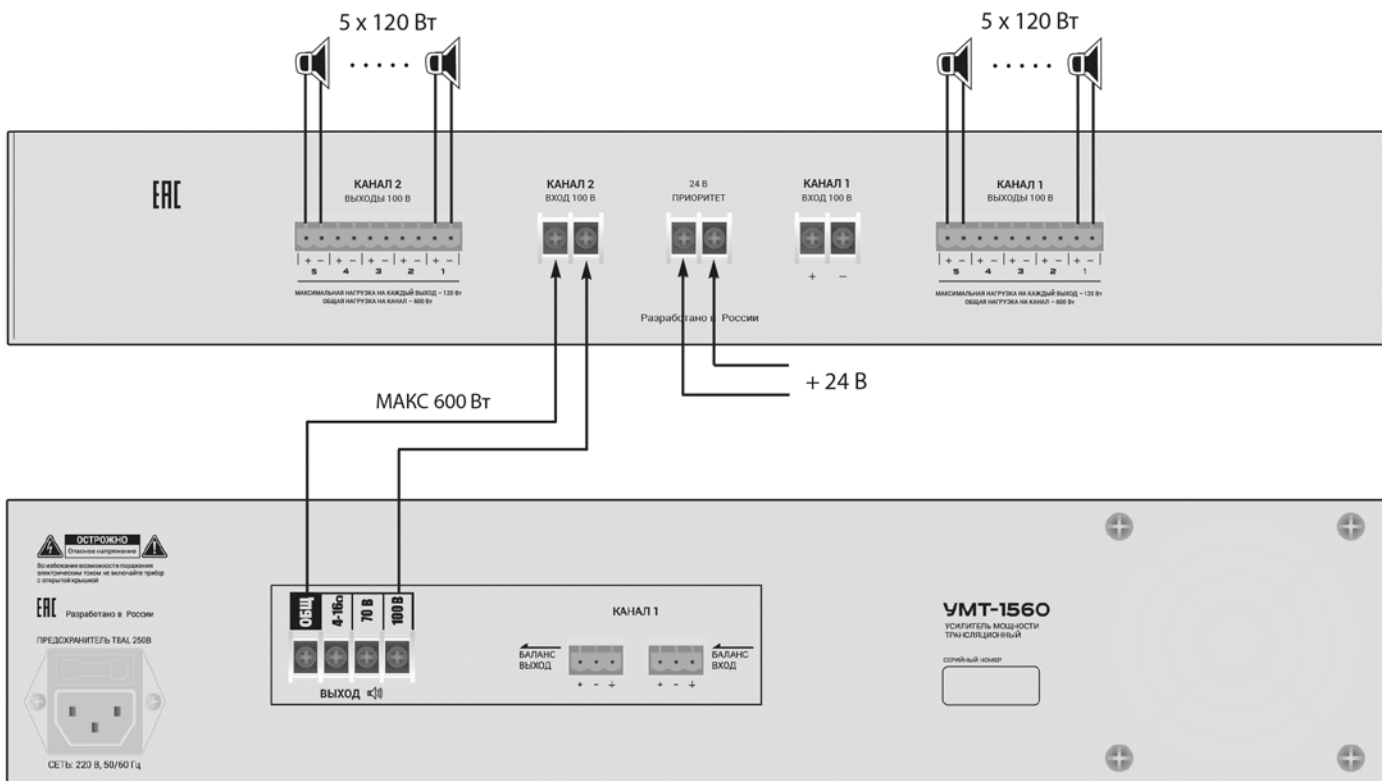 5 x 120 Вт
5 x 120 Вт
ЕАС
КАНАЛ 2
ВЫХОДЫ 100 В
КАНАЛ 2
ВХОД 100 В
24 В
ПРИОРИТЕТ
КАНАЛ 1
ВХОД 100 В
КАНАЛ 1
ВЫХОДЫ 100 В
+ − + − + − + − + −
5 4 3 2 1
МАКСИМАЛЬНАЯ НАГРУЗКА НА КАЖДЫЙ ВЫХОД – 120 Вт
ОБЩАЯ НАГРУЗКА НА КАНАЛ – 600 Вт
+ −
+ − + − + − + − + −
5 4 3 2 1
МАКСИМАЛЬНАЯ НАГРУЗКА НА КАЖДЫЙ ВЫХОД – 120 Вт
ОБЩАЯ НАГРУЗКА НА КАНАЛ – 600 Вт
Разработано в России
+ 24 В
МАКС 600 Вт
ОСТОРОЖНО
Опасное напряжение
Во избежание возможности поражения
электрическим током не включайте прибор
с открытой крышкой
ЕАС Разработано в России
ПРЕДОХРАНИТЕЛЬ T8AL 250В
СЕТЬ: 220 В, 50/60 Гц
ОБЩ
4-16Ω
70 В
100 В
ВЫХОД
КАНАЛ 1
БАЛАНС
ВЫХОД
+ −
БАЛАНС
ВХОД
+ −
УМТ-1560
УСИЛИТЕЛЬ МОЩНОСТИ
ТРАНСЛЯЦИОННЫЙ
СЕРИЙНЫЙ НОМЕР